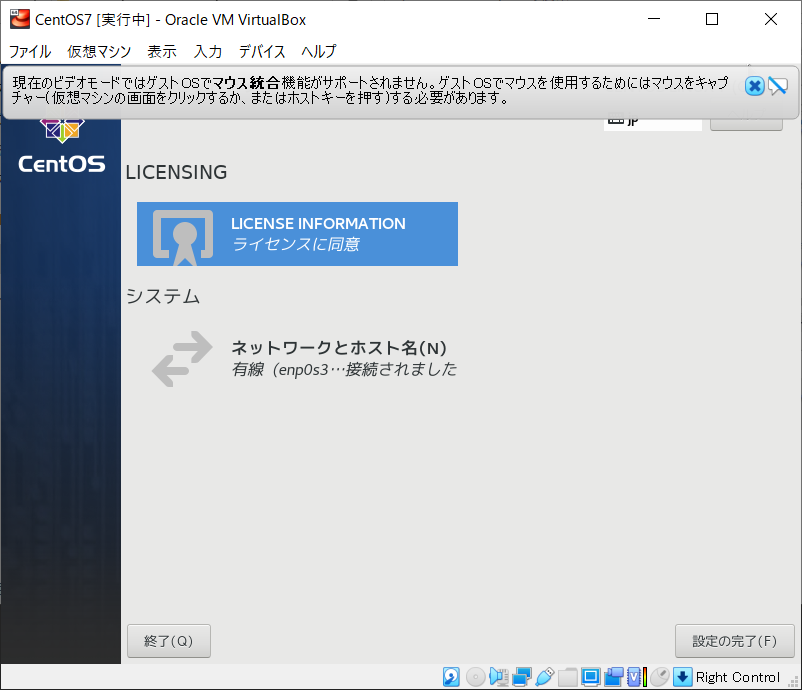 CentOS7 [実行中] - Oracle VM VirtualBox
ファイル 仮想マシン 表示 入力 デバイス ヘルプ
現在のビデオモードではゲストOSでマウス統合機能がサポートされません。ゲストOSでマウスを使用するためにはマウスをキャプ
チャー(仮想マシンの画面をクリックするか、またはホストキーを押す)する必要があります。
jp
CentOS
LICENSING
LICENSE INFORMATION
ライセンスに同意
システム
ネットワークとホスト名(N)
有線（enp0s3…接続されました
終了(Q)
設定の完了(F)
Right Control